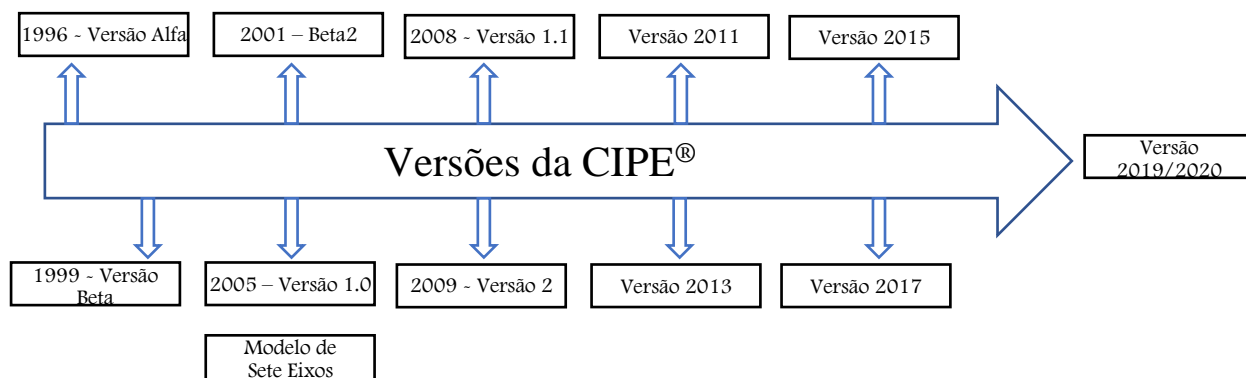 1996 - Versão Alfa
2001 – Beta2
2008 - Versão 1.1
Versão 2011
Versão 2015
Versões da CIPE®
Versão
2019/2020
1999 - Versão
Beta
2005 – Versão 1.0
2009 - Versão 2
Versão 2013
Versão 2017
Modelo de
Sete Eixos